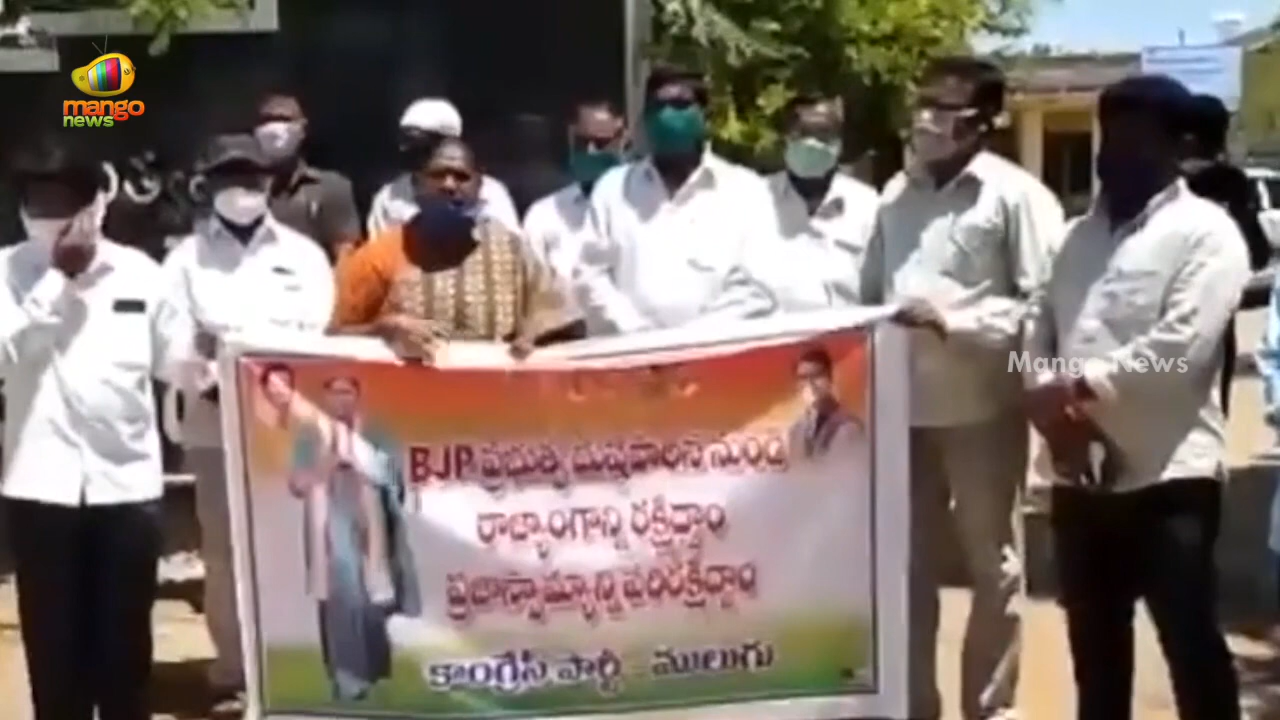 mango
news
Mango News
BJP ప్రభుత్వ దుష్టపాలన నుండి
రాజ్యాంగాన్ని రక్షిద్దాం
ప్రజాస్వామ్యాన్ని పరిరక్షిద్దాం
కాంగ్రేస్ పార్టీ - ములుగు